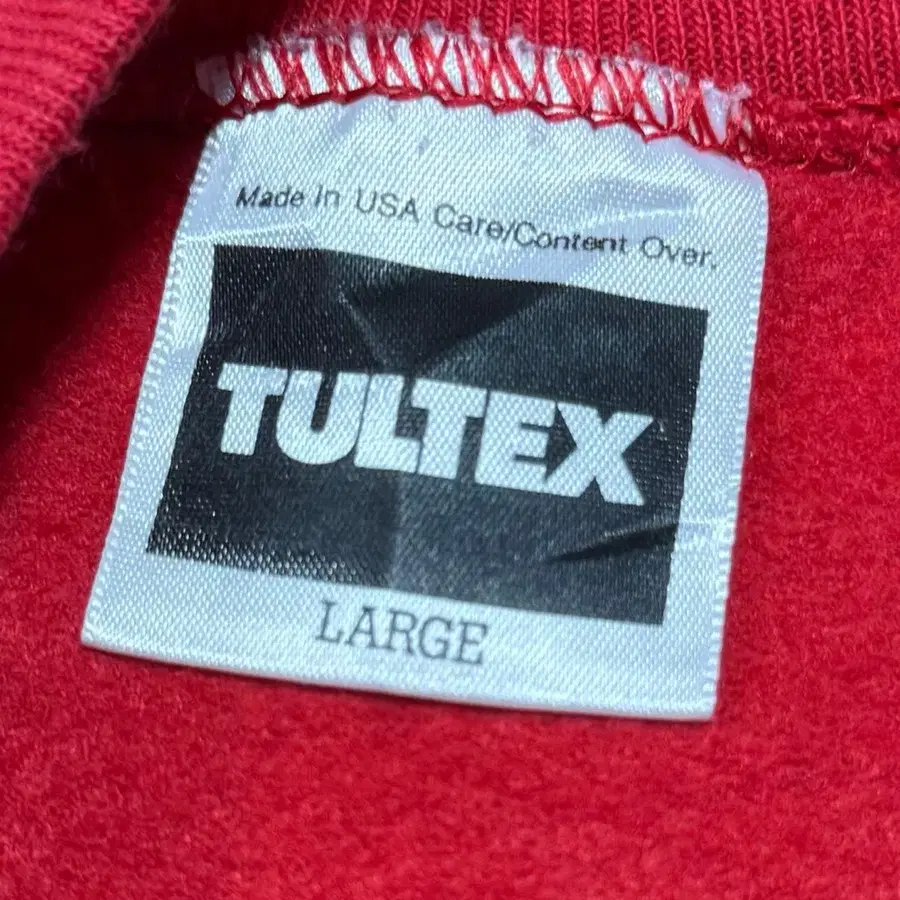 Made in USA Care/Content Over.
TULTEX
LARGE